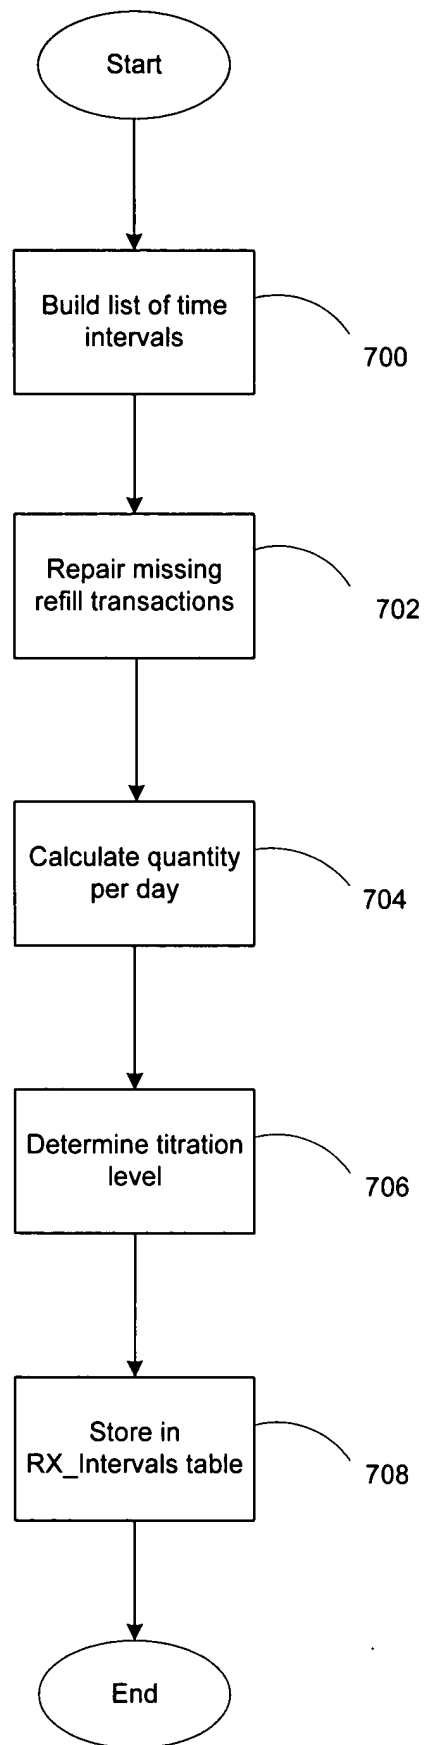 Start
Build list of time
intervals
700
Repair missing
refill transactions
702
Calculate quantity
per day
704
Determine titration
level
706
Store in
RX_Intervals table
708
End